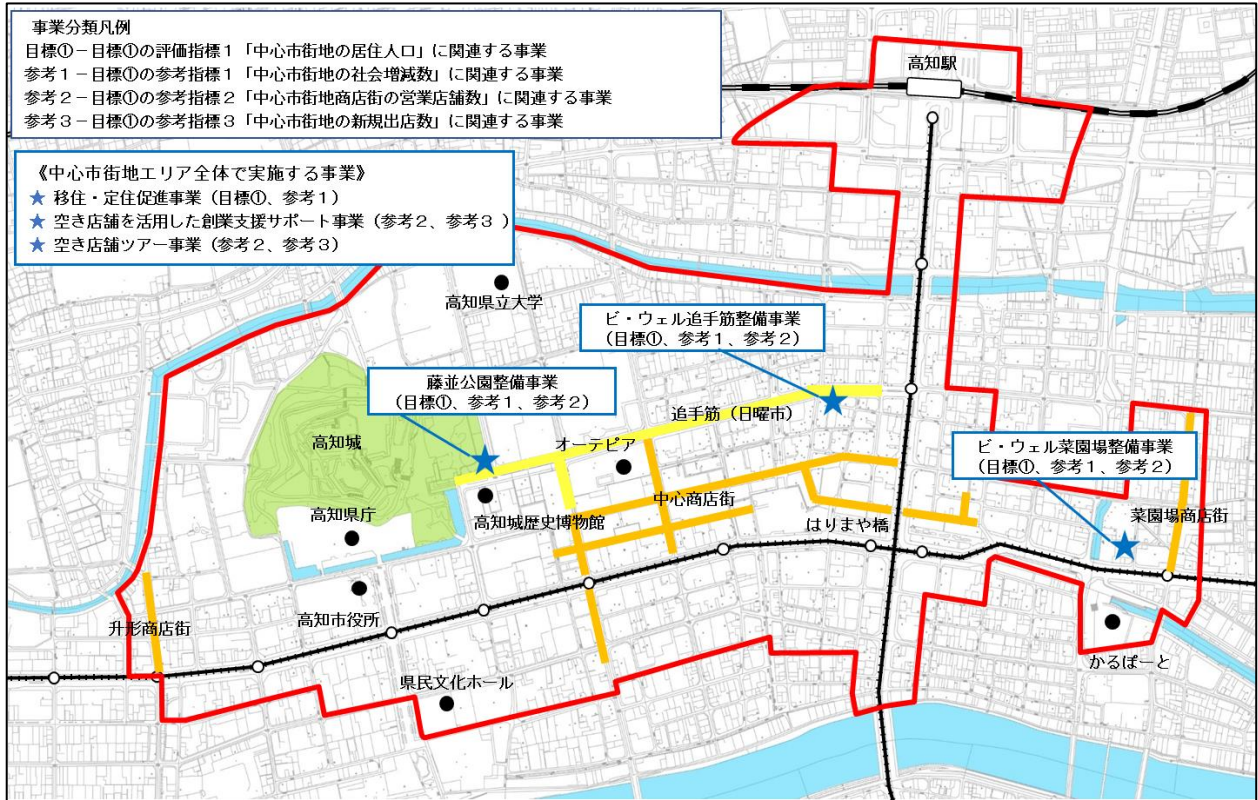 事業分類凡例
目標①－目標①の評価指標１「中心市街地の居住人口」に関連する事業
参考１－目標①の参考指標１「中心市街地の社会増減数」に関連する事業
参考２－目標①の参考指標２「中心市街地商店街の営業店舗数」に関連する事業
参考３－目標①の参考指標３「中心市街地の新規出店数」に関連する事業
高知駅
《中心市街地エリア全体で実施する事業》
★ 移住・定住促進事業（目標①、参考１）
★ 空き店舗を活用した創業支援サポート事業（参考２、参考３）
★ 空き店舗ツアー事業（参考２、参考３）
高知県立大学
ビ・ウェル追手筋整備事業
（目標①、参考１、参考２）
藤並公園整備事業
（目標①、参考１、参考２）
追手筋（日曜市）
高知城
オーテピア
ビ・ウェル菜園場整備事業
（目標①、参考１、参考２）
中心商店街
高知県庁
高知城歴史博物館
はりまや橋
菜園場商店街
高知市役所
升形商店街
かるぽーと
県民文化ホール